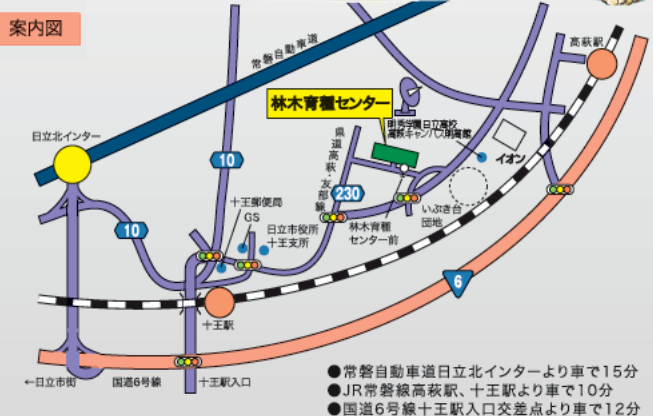 案内図
高萩駅
常磐自動車道
林木育種センター
明秀学園日立高校
高萩キャンパス明萩館
イオン
日立北インター
10
県道高萩・友部線
230
十王郵便局
GS
10
日立市役所
十王支所
いぶき台
団地
林木育種
センター前
6
十王駅
←日立市街
国道6号線
十王駅入口
●常磐自動車道日立北インターより車で15分
●JR常磐線高萩駅、十王駅より車で10分
●国道6号線十王駅入口交差点より車で12分